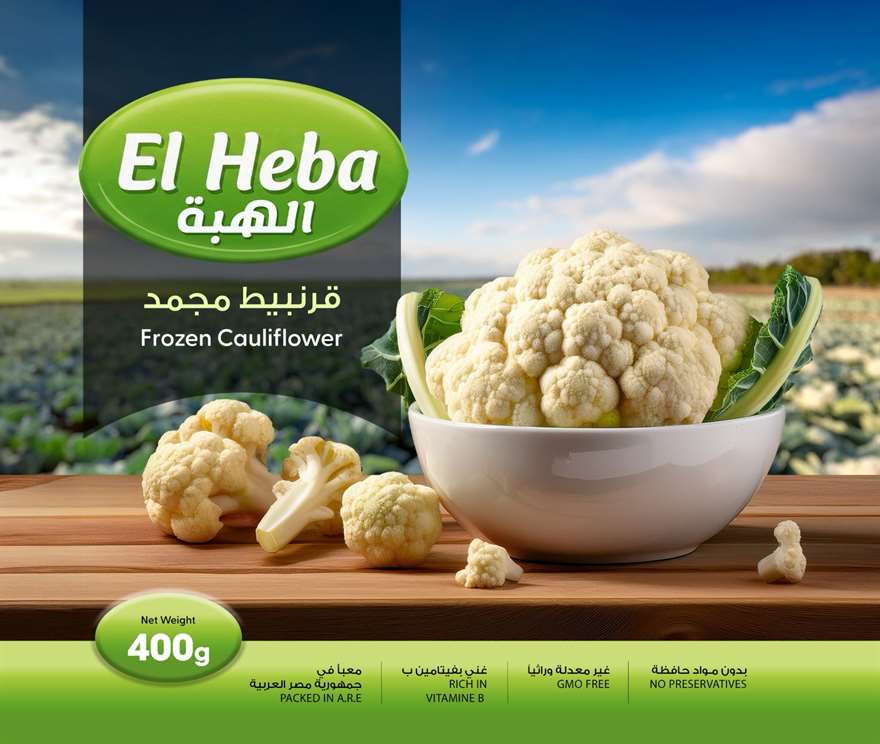 El Heba
الهبة
قرنبيط مجمد
Frozen Cauliflower
Net Weight
400g
معبأ في
جمهورية مصر العربية
PACKED IN A.R.E
غني بفيتامين ب
RICH IN
VITAMINE B
غير معدلة وراثياً
GMO FREE
بدون مواد حافظة
NO PRESERVATIVES